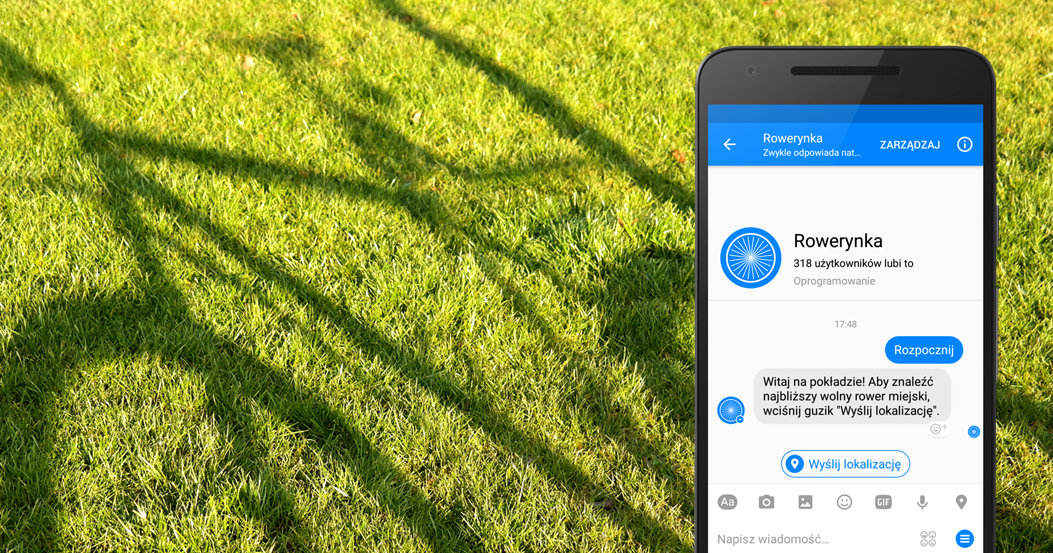 Rowerynka
Zwykle odpowiada nat...
ZARZĄDZAJ
Rowerynka
318 użytkowników lubi to
Oprogramowanie
17:48
Rozpocznij
Witaj na pokładzie! Aby znaleźć
najbliższy wolny rower miejski,
wciśnij guzik "Wyślij lokalizację".
Wyślij lokalizację
Aa
GIF
Napisz wiadomość...